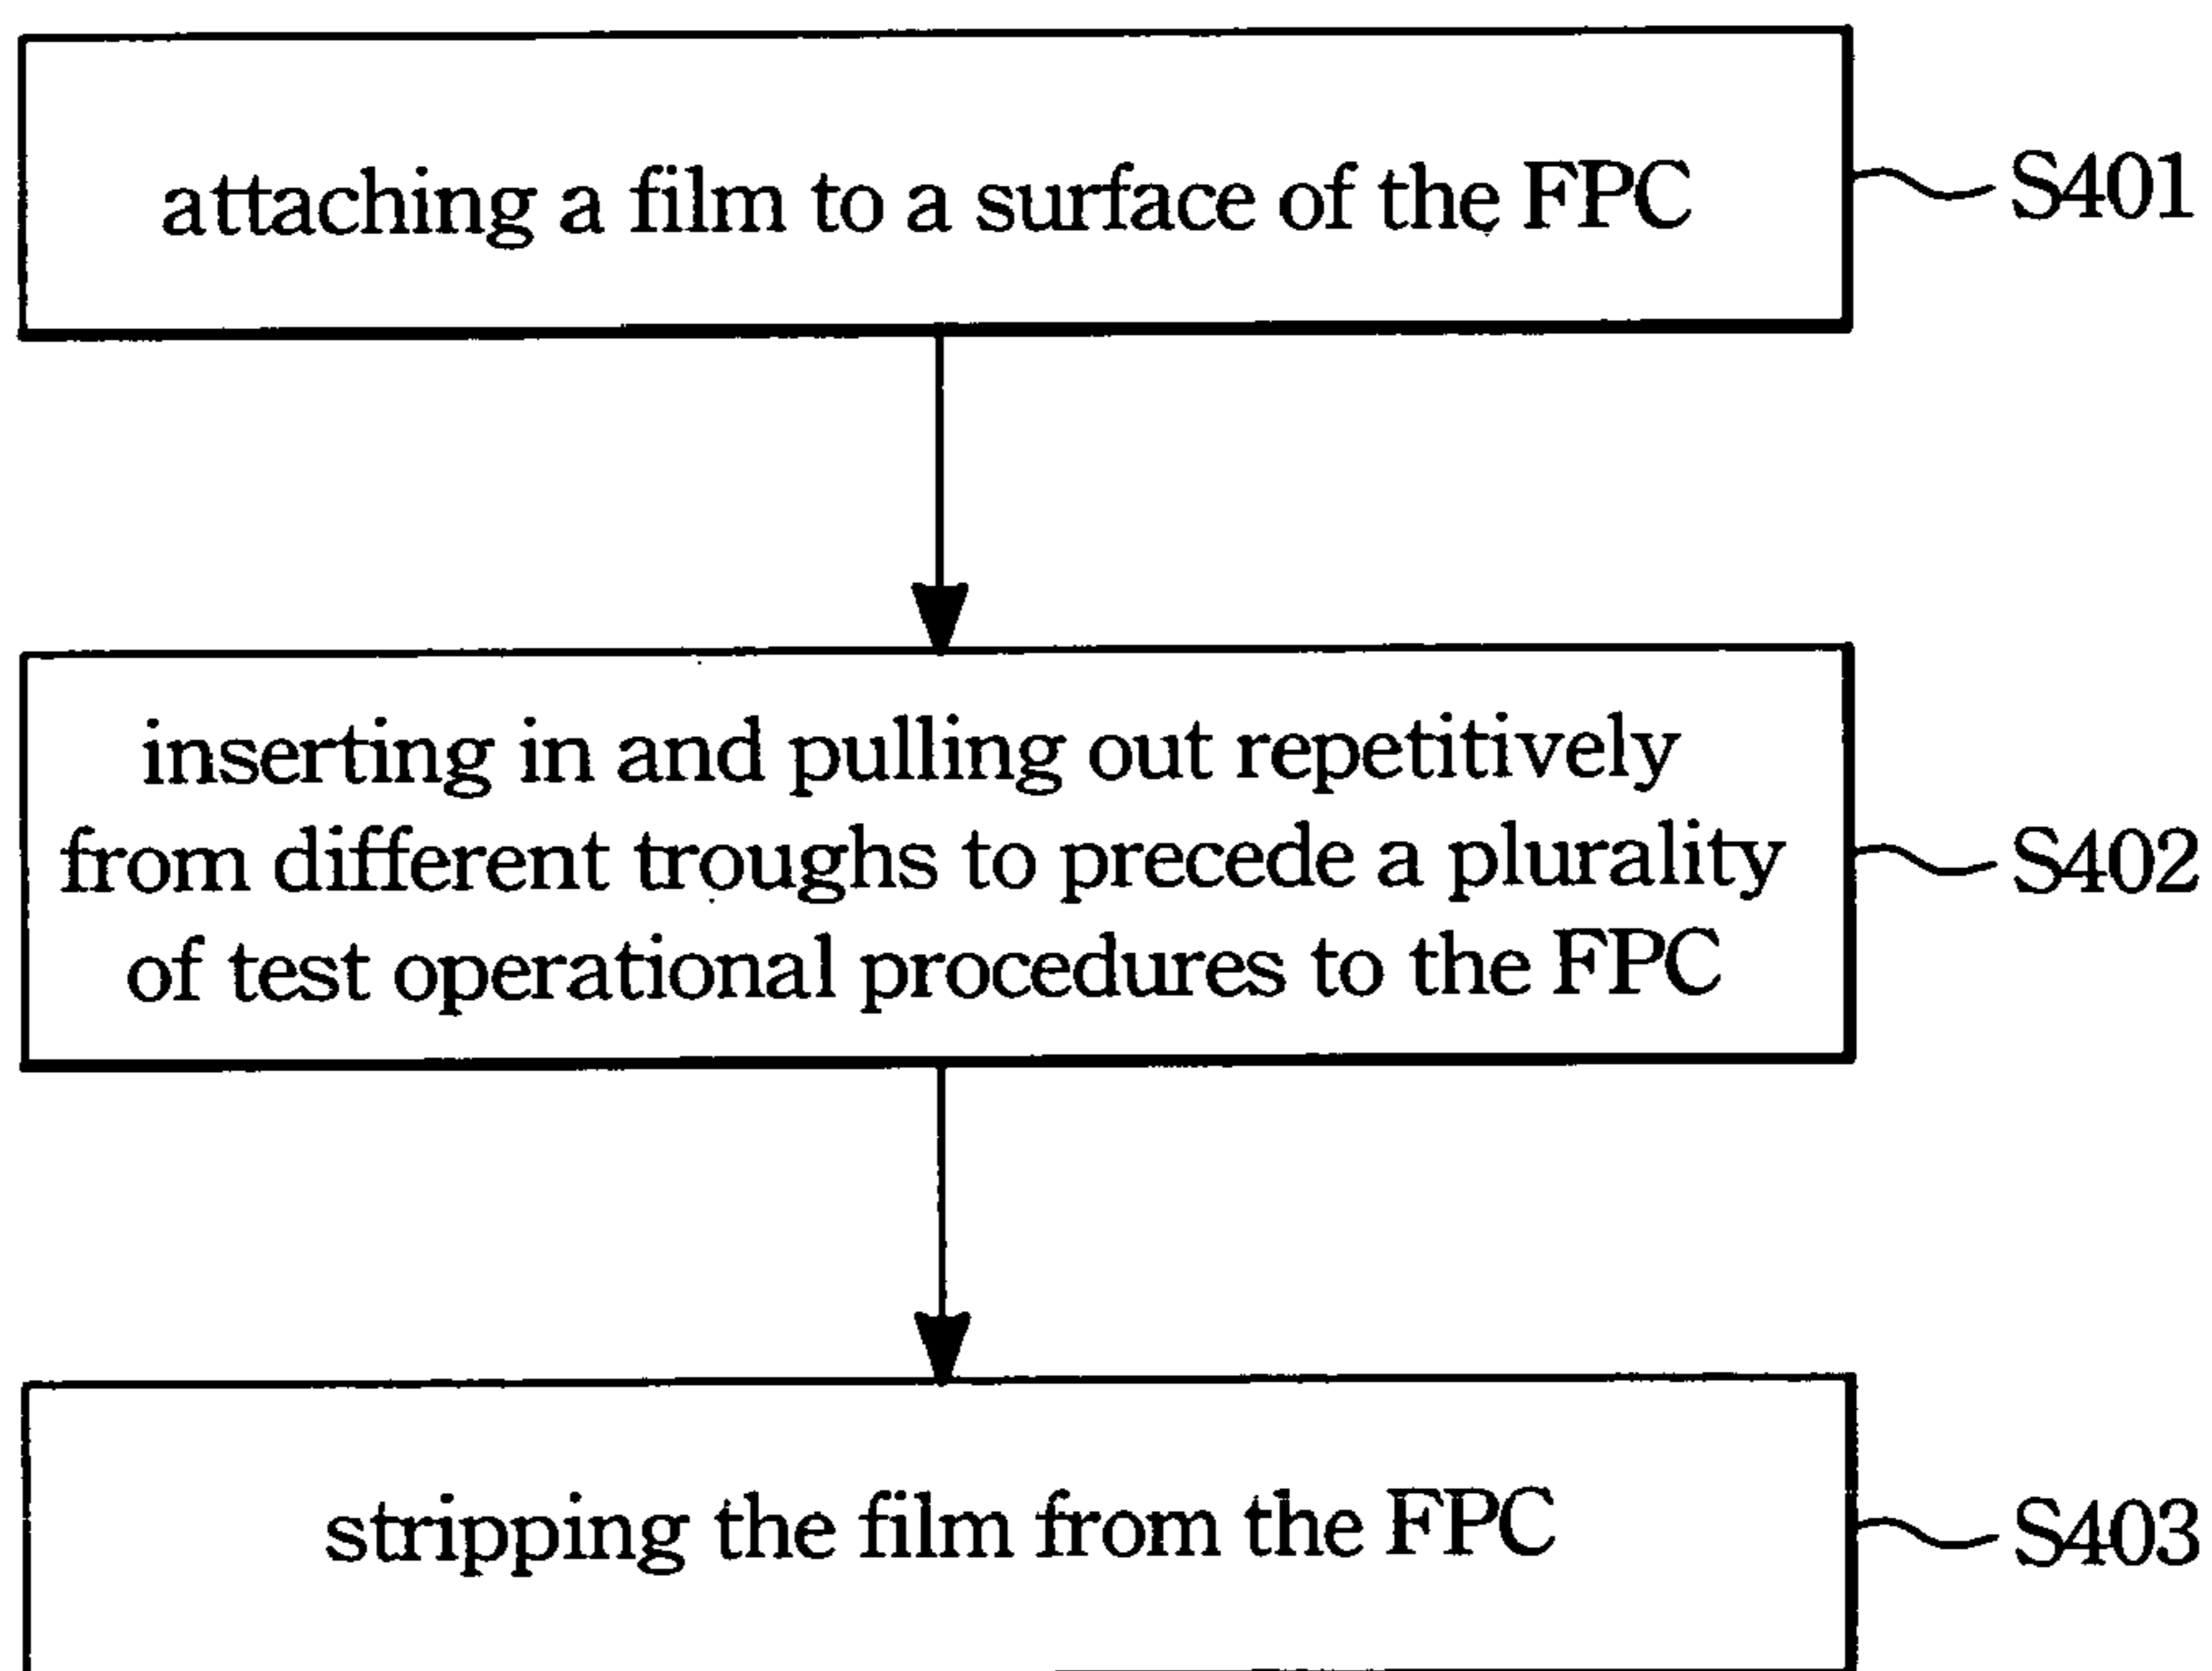 attaching a film to a surface of the FPC
S401
inserting in and pulling out repetitively
from different troughs to precede a plurality
of test operational procedures to the FPC
S402
stripping the film from the FPC
S403